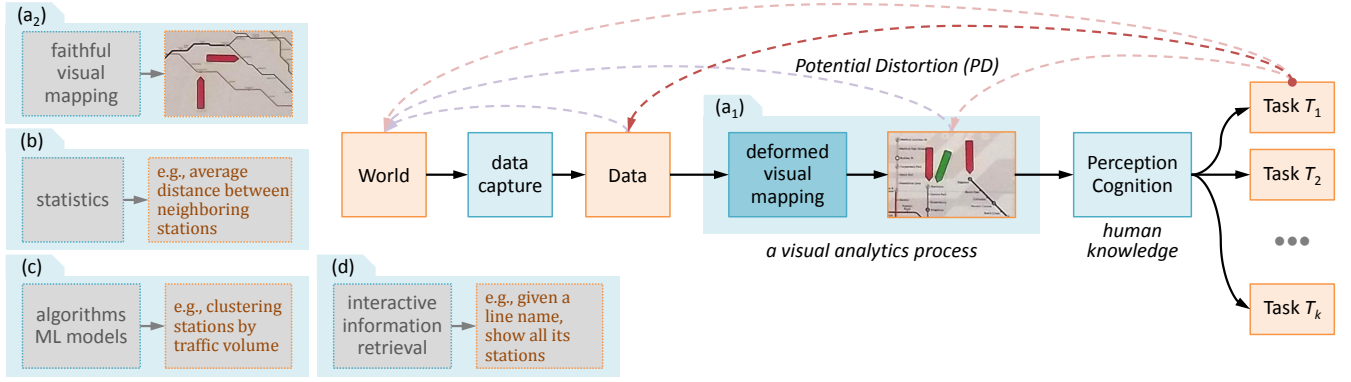 (a2)
faithful
visual
mapping
(b)
statistics
e.g., average
distance between
neighboring
stations
(c)
algorithms
ML models
e.g., clustering
stations by
traffic volume
(d)
interactive
information
retrieval
e.g., given a
line name,
show all its
stations
Potential Distortion (PD)
World
data
capture
Data
(a1)
deformed
visual
mapping
a visual analytics process
Perception
Cognition
human
knowledge
Task T1
Task T2
Task Tk